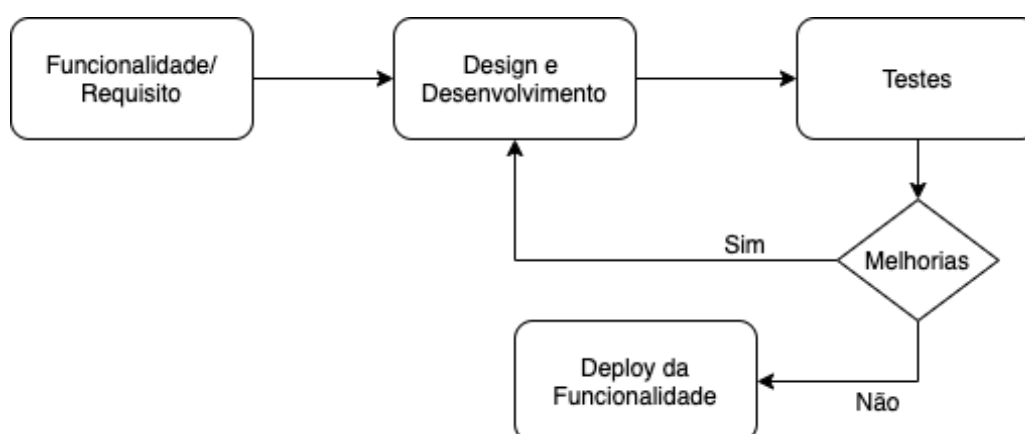 Funcionalidade/
Requisito
Design e
Desenvolvimento
Testes
Sim
Melhorias
Deploy da
Funcionalidade
Não